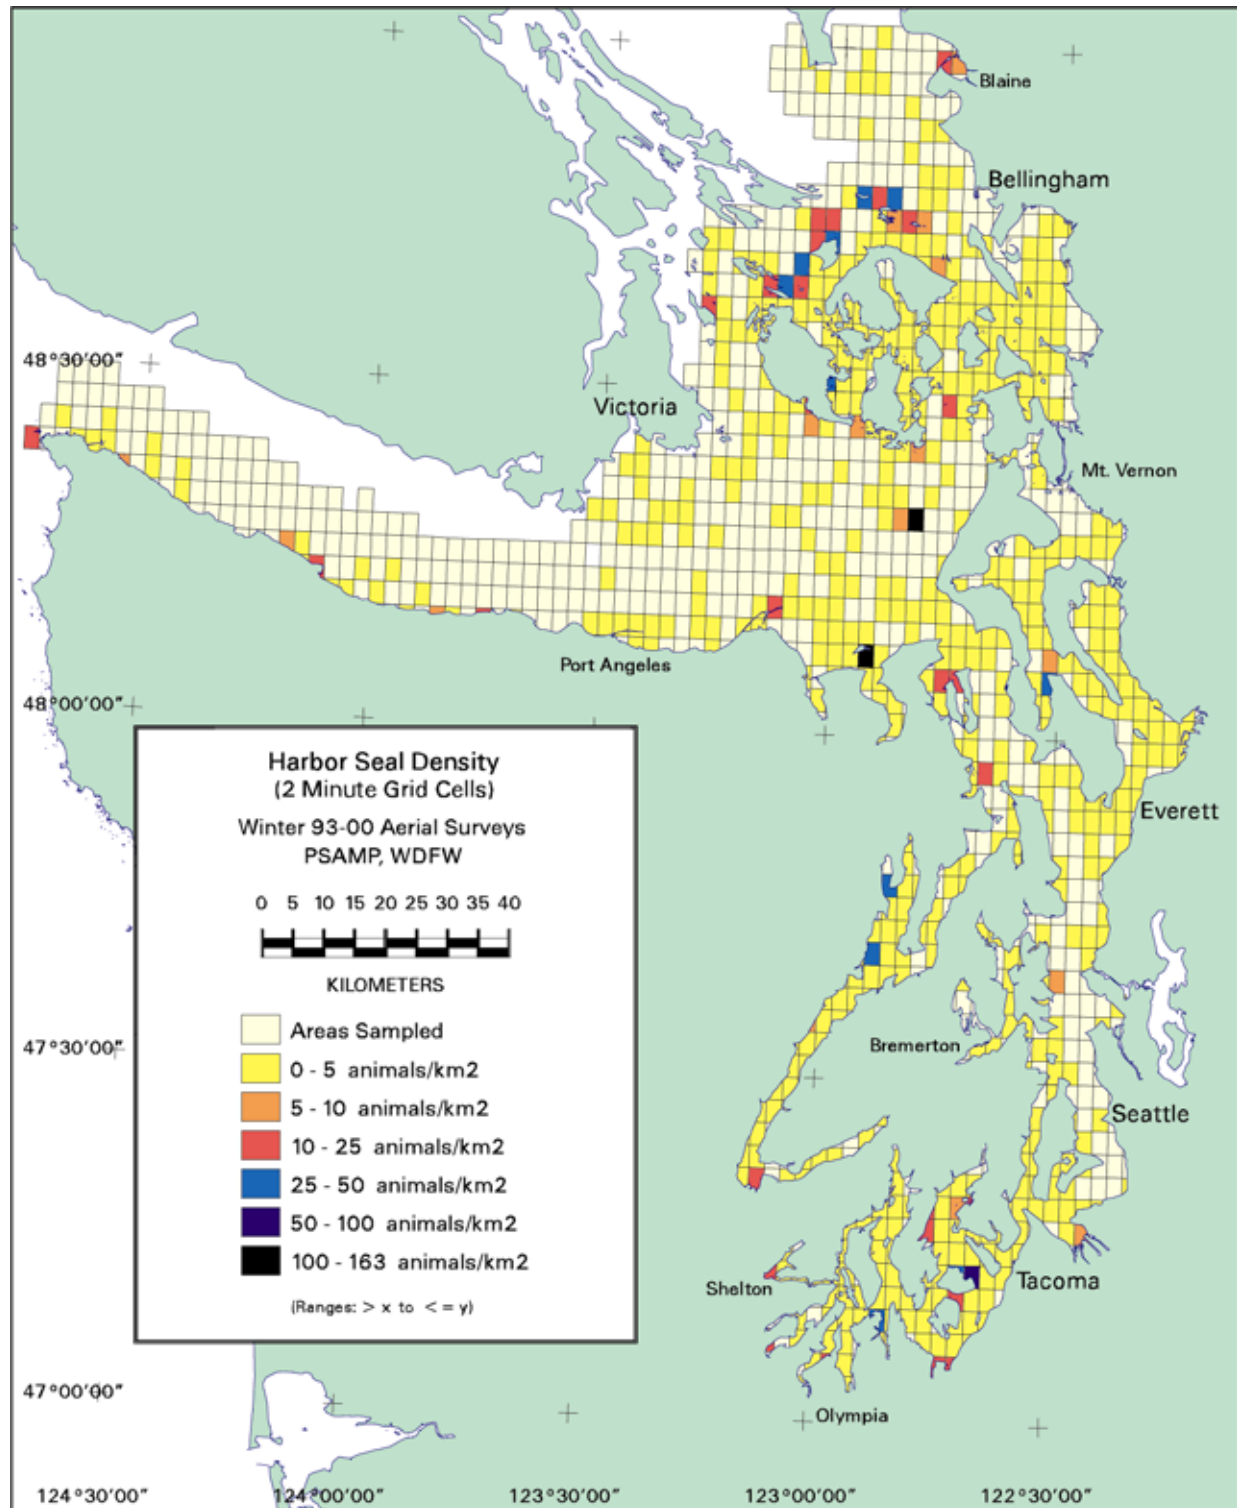 Blaine
Bellingham
48°30'00"
Victoria
Mt. Vernon
Port Angeles
48°00'00"
Harbor Seal Density
(2 Minute Grid Cells)
Winter 93-00 Aerial Surveys
PSAMP, WDFW
0 5 10 15 20 25 30 35 40
KILOMETERS
Areas Sampled
0 - 5 animals/km2
5 - 10 animals/km2
10 - 25 animals/km2
25 - 50 animals/km2
50 - 100 animals/km2
100 - 163 animals/km2
(Ranges: > x to < = y)
Everett
47°30'00"
Bremerton
Seattle
Shelton
Tacoma
47°00'00"
Olympia
124°30'00" 124°00'00" 123°30'00" 123°00'00" 122°30'00"